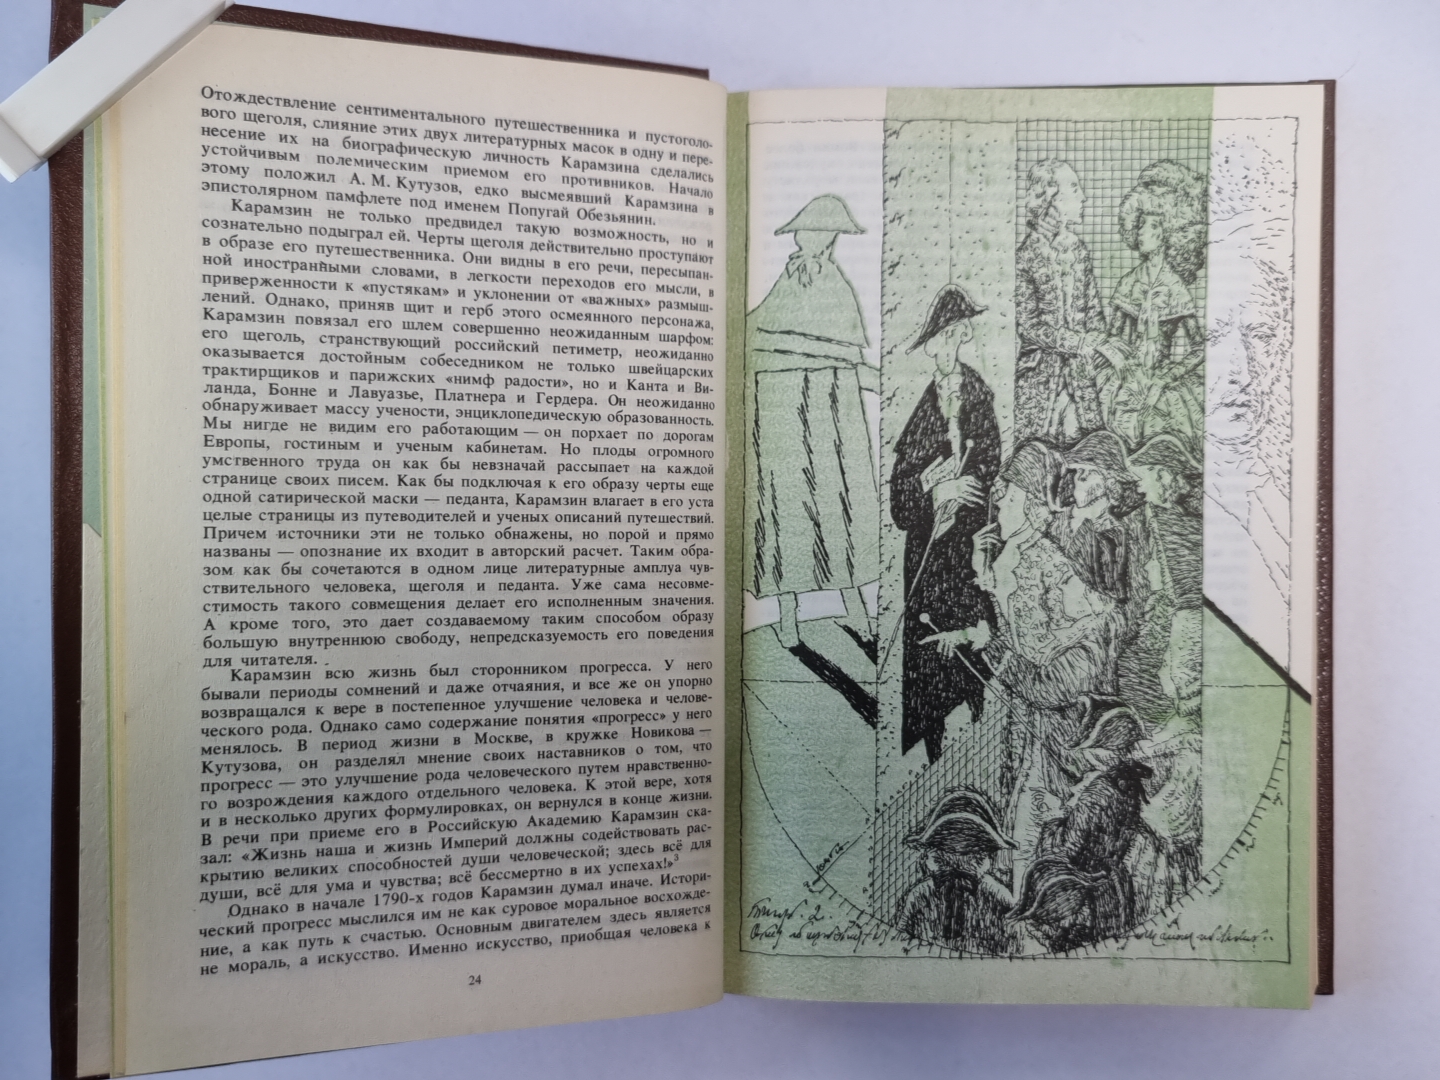 Отождествление сентиментального путешественника и пустоголо-
вого щеголя, слияние этих двух литературных масок в одну и пере-
несение их на биографическую личность Карамзина сделались
устойчивым полемическим приемом его противников. Начало
этому положил А. М. Кутузов, едко высмеявший Карамзина в
эпистолярном памфлете под именем Попугай Обезьянин.
Карамзин не только предвидел такую возможность, но и
сознательно подыграл ей. Черты щеголя действительно проступают
в образе его путешественника. Они видны в его речи, пересыпан-
ной иностранными словами, в легкости переходов его мысли, в
приверженности к «пустякам» и уклонении от «важных» размыш-
лений. Однако, приняв щит и герб этого осмеянного персонажа,
Карамзин повязал его шлем совершенно неожиданным шарфом:
его щеголь, странствующий российский петиметр, неожиданно
оказывается достойным собеседником не только швейцарских
трактирщиков и парижских «нимф радости», но и Канта и Ви-
ланда, Бонне и Лавуазье, Платнера и Гердера. Он неожиданно
обнаруживает массу учености, энциклопедическую образованность.
Мы нигде не видим его работающим — он порхает по дорогам
Европы, гостиным и ученым кабинетам. Но плоды огромного
умственного труда он как бы невзначай рассыпает на каждой
странице своих писем. Как бы подключая к его образу черты еще
одной сатирической маски — педанта, Карамзин влагает в его уста
целые страницы из путеводителей и ученых описаний путешествий.
Причем источники эти не только обнажены, но порой и прямо
названы — опознание их входит в авторский расчет. Таким обра-
зом как бы сочетаются в одном лице литературные амплуа чув-
ствительного человека, щеголя и педанта. Уже сама несовме-
стимость такого совмещения делает его исполненным значения.
А кроме того, это дает создаваемому таким способом образу
большую внутреннюю свободу, непредсказуемость его поведения
для читателя.
Карамзин всю жизнь был сторонником прогресса. У него
бывали периоды сомнений и даже отчаяния, и все же он упорно
возвращался к вере в постепенное улучшение человека и челове-
ческого рода. Однако само содержание понятия «прогресс» у него
менялось. В период жизни в Москве, в кружке Новикова —
Кутузова, он разделял мнение своих наставников о том, что
прогресс — это улучшение рода человеческого путем нравственно-
го возрождения каждого отдельного человека. К этой вере, хотя
и в несколько других формулировках, он вернулся в конце жизни.
В речи при приеме его в Российскую Академию Карамзин ска-
зал: «Жизнь наша и жизнь Империй должны содействовать рас-
крытию великих способностей души человеческой; здесь всё для
души, всё для ума и чувства; всё бессмертно в их успехах!»³
Однако в начале 1790-х годов Карамзин думал иначе. Истори-
ческий прогресс мыслился им не как суровое моральное восхожде-
ние, а как путь к счастью. Основным двигателем здесь является
не мораль, а искусство. Именно искусство, приобщая человека к
24